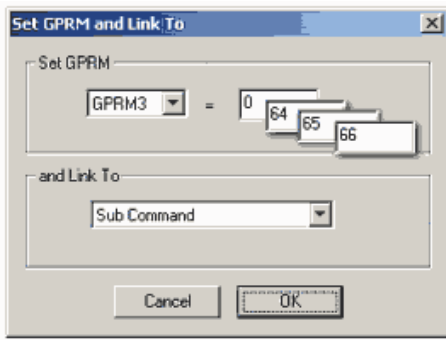 Set GPRM and Link To
Set GPRM
GPRM3 = 0
64
65
66
and Link To
Sub Command
Cancel OK